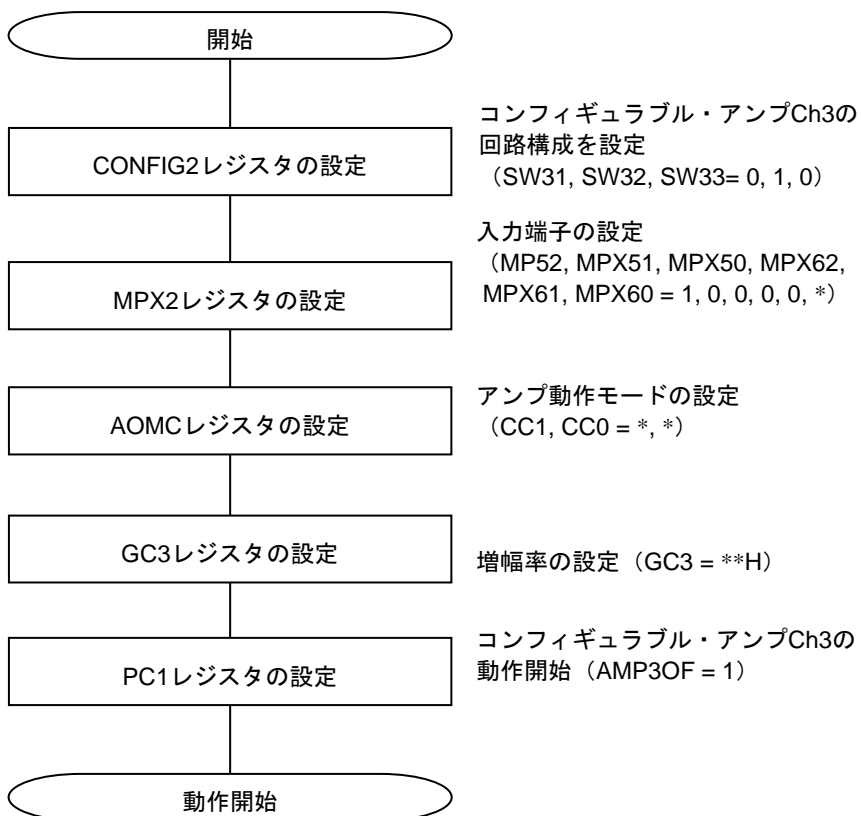 開始
コンフィギュラブル・アンプCh3の
回路構成を設定
（SW31, SW32, SW33= 0, 1, 0）
CONFIG2レジスタの設定
入力端子の設定
（MP52, MPX51, MPX50, MPX62,
MPX61, MPX60 = 1, 0, 0, 0, 0, *）
MPX2レジスタの設定
アンプ動作モードの設定
（CC1, CC0 = *, *）
AOMCレジスタの設定
GC3レジスタの設定
増幅率の設定（GC3 = **H）
コンフィギュラブル・アンプCh3の
動作開始（AMP3OF = 1）
PC1レジスタの設定
動作開始